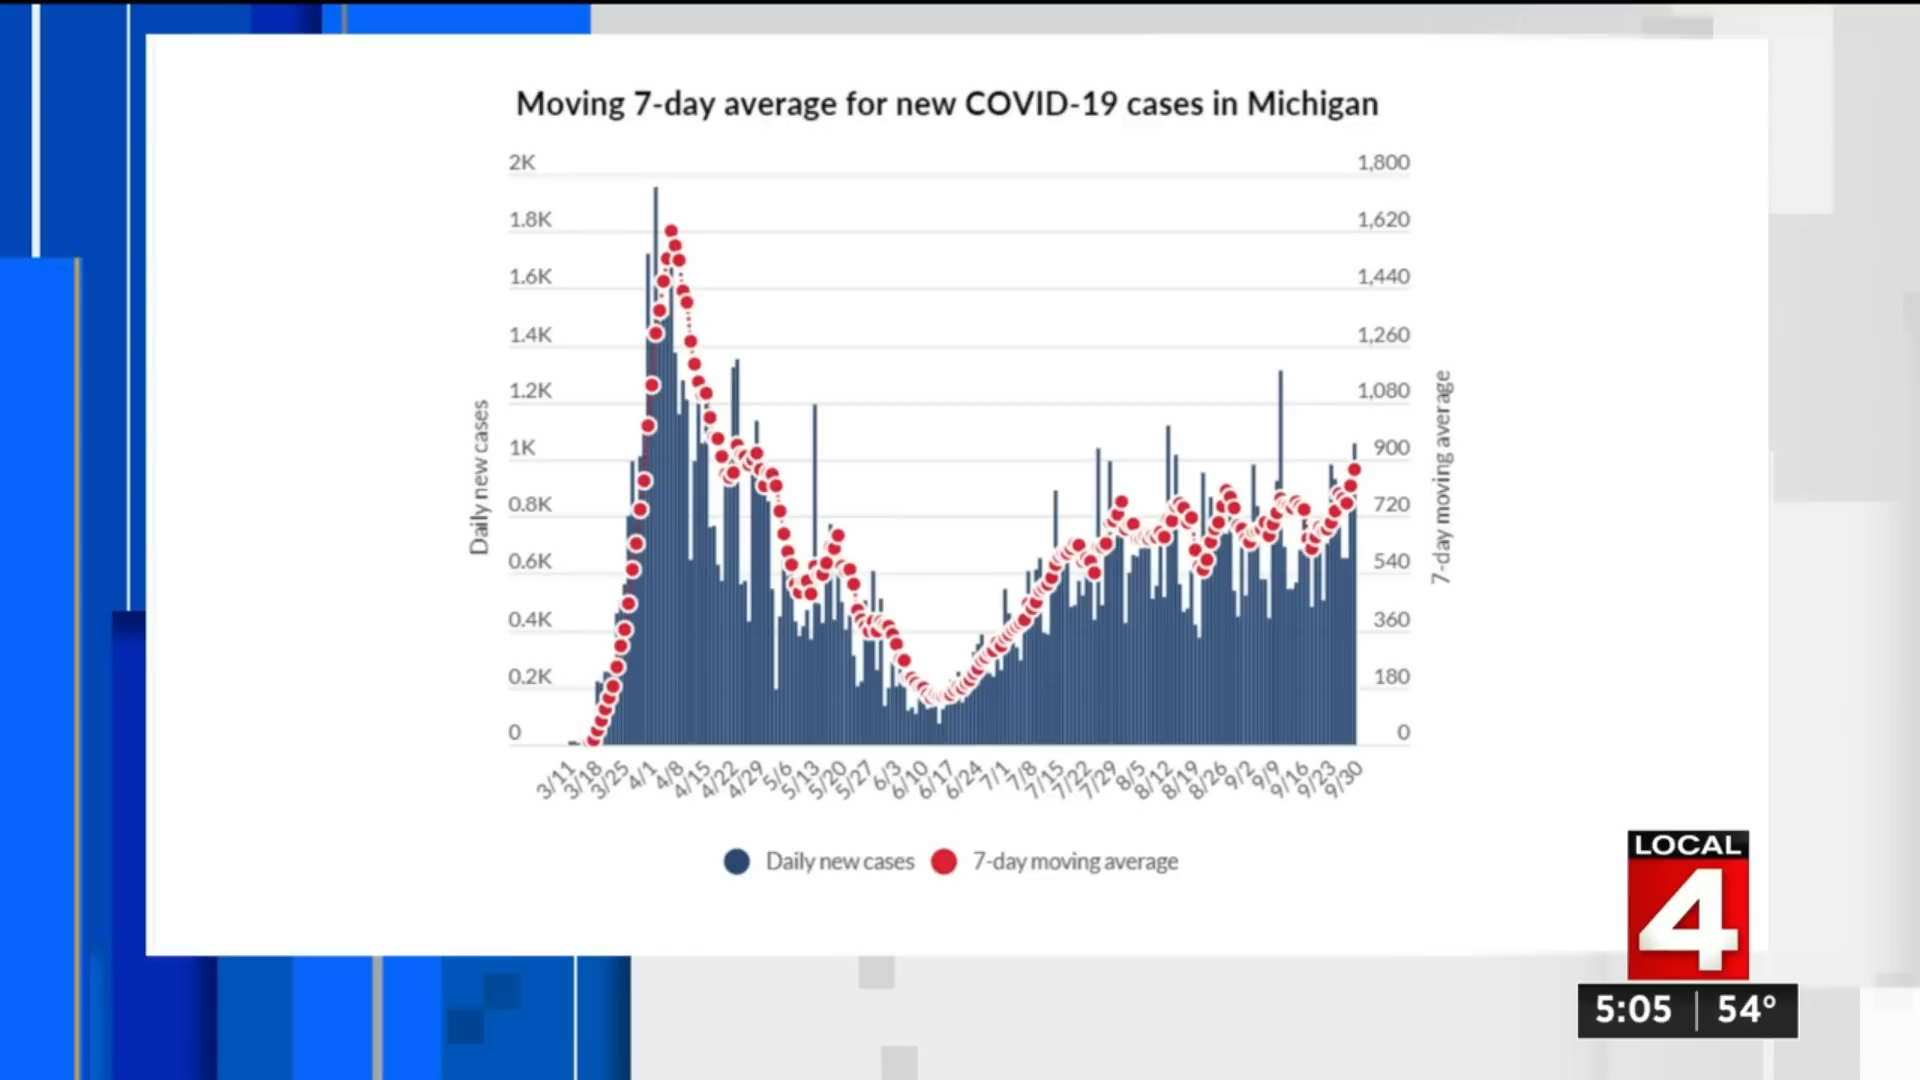 Moving 7-day average for new COVID-19 cases in Michigan
2K
1,800
1.8K
1,620
1.6K
1,440
1.4K
1,260
1.2K
1,080
1K
900
0.8K
720
0.6K
540
0.4K
360
0.2K
180
0
0
Daily new cases
7-day moving average
3/11
3/18
3/25
4/1
4/8
4/15
4/22
4/29
5/6
5/13
5/20
5/27
6/3
6/10
6/17
6/24
7/1
7/8
7/15
7/22
7/29
8/5
8/12
8/19
8/26
9/2
9/9
9/16
9/23
9/30
Daily new cases
7-day moving average
LOCAL
4
5:05 54°